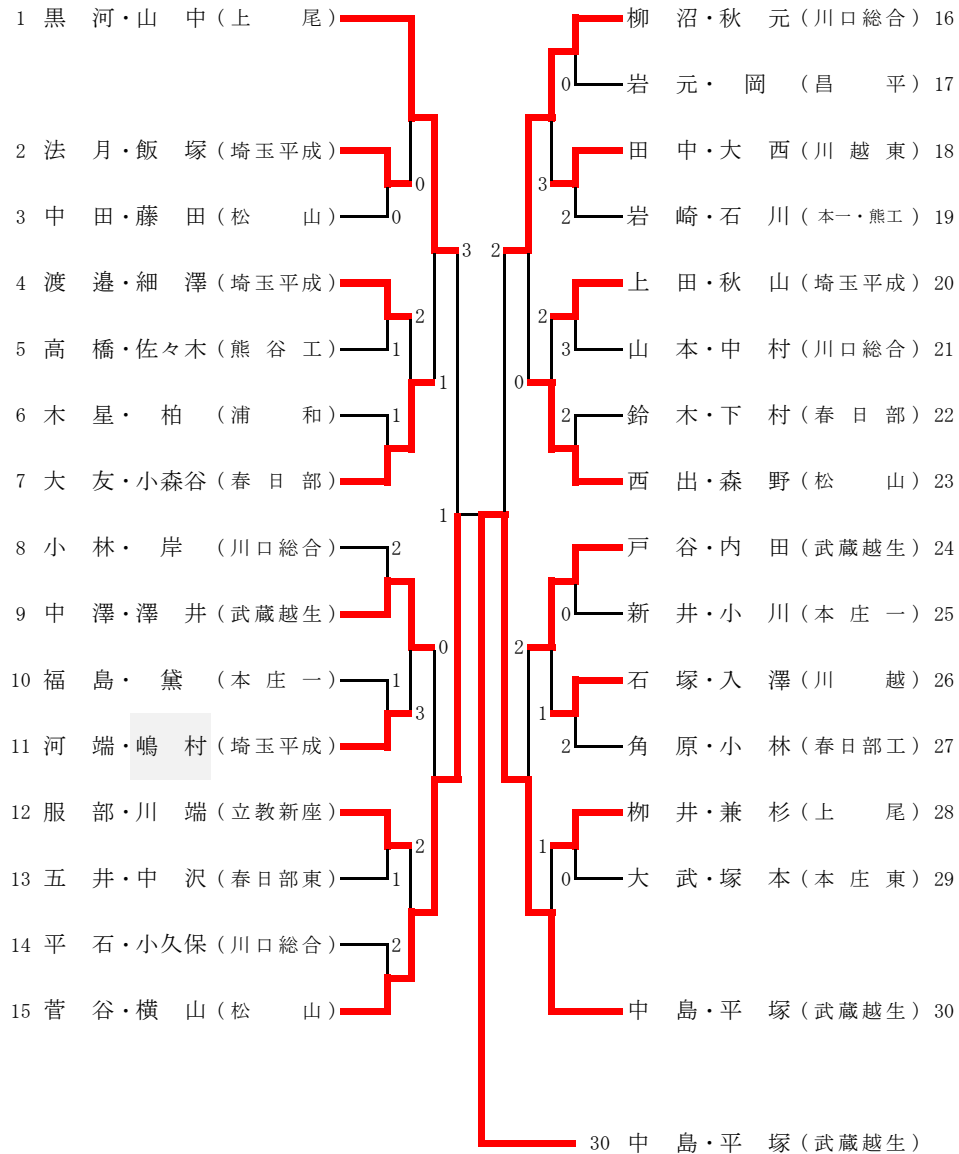 1 黒 河・山 中 (上 尾)
2 法 月・飯 塚 (埼玉平成)
0
3 中 田・藤 田 (松 山)
0
3
4 渡 邉・細 澤 (埼玉平成)
2
5 高 橋・佐々木 (熊 谷 工)
1
1
6 木 星・ 柏 (浦 和)
1
7 大 友・小森谷 (春 日 部)
1
8 小 林・ 岸 (川口総合)
2
9 中 澤・澤 井 (武蔵越生)
0
10 福 島・ 黛 (本 庄 一)
1
3
11 河 端・嶋 村 (埼玉平成)
12 服 部・川 端 (立教新座)
2
13 五 井・中 沢 (春日部東)
1
14 平 石・小久保 (川口総合)
2
15 菅 谷・横 山 (松 山)
柳 沼・秋 元 (川口総合) 16
0
岩 元・ 岡 (昌 平) 17
田 中・大 西 (川 越 東) 18
3
2
岩 崎・石 川 (本一・熊工) 19
2
上 田・秋 山 (埼玉平成) 20
2
3
山 本・中 村 (川口総合) 21
0
2
鈴 木・下 村 (春 日 部) 22
西 出・森 野 (松 山) 23
戸 谷・内 田 (武蔵越生) 24
0
新 井・小 川 (本 庄 一) 25
2
石 塚・入 澤 (川 越) 26
1
2
角 原・小 林 (春日部工) 27
栁 井・兼 杉 (上 尾) 28
1
0
大 武・塚 本 (本 庄 東) 29
中 島・平 塚 (武蔵越生) 30
30 中 島・平 塚 (武蔵越生)